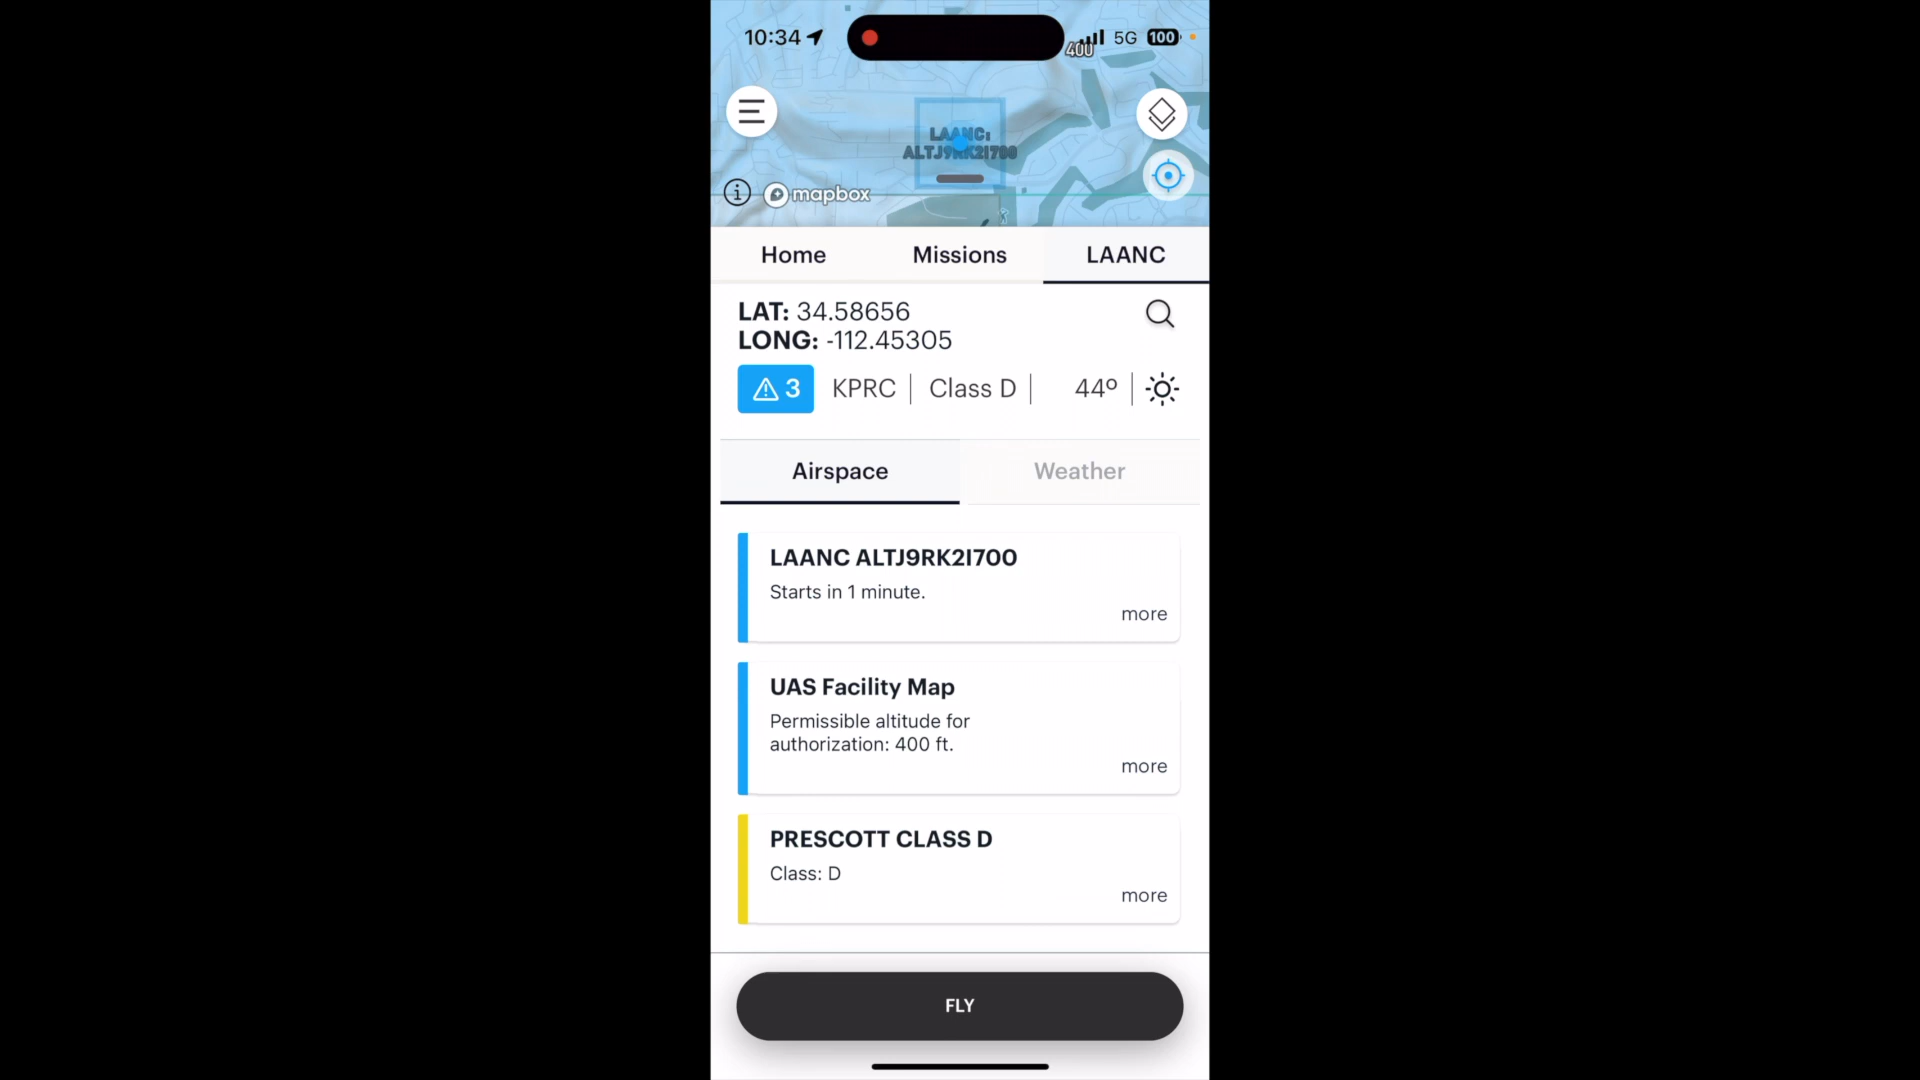 10:34
400
5G
100
LAANC:
ALTJ9RK2I700
mapbox
Home
Missions
LAANC
LAT: 34.58656
LONG: -112.45305
3
KPRC
Class D
44º
Airspace
Weather
LAANC ALTJ9RK2I700
Starts in 1 minute.
more
UAS Facility Map
Permissible altitude for
authorization: 400 ft.
more
PRESCOTT CLASS D
Class: D
more
FLY